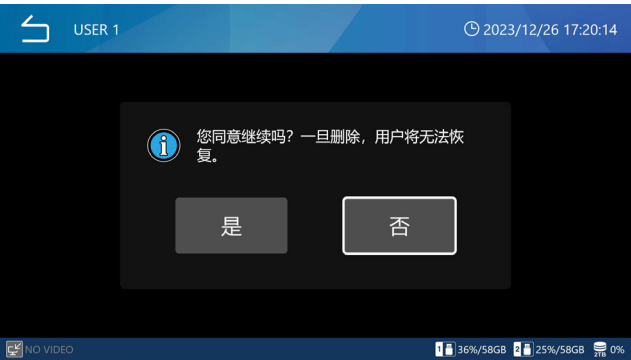 USER 1
2023/12/26 17:20:14
您同意继续吗？一旦删除，用户将无法恢
复。
是
否
NO VIDEO
1 36%/58GB 2 25%/58GB 2TB 0%